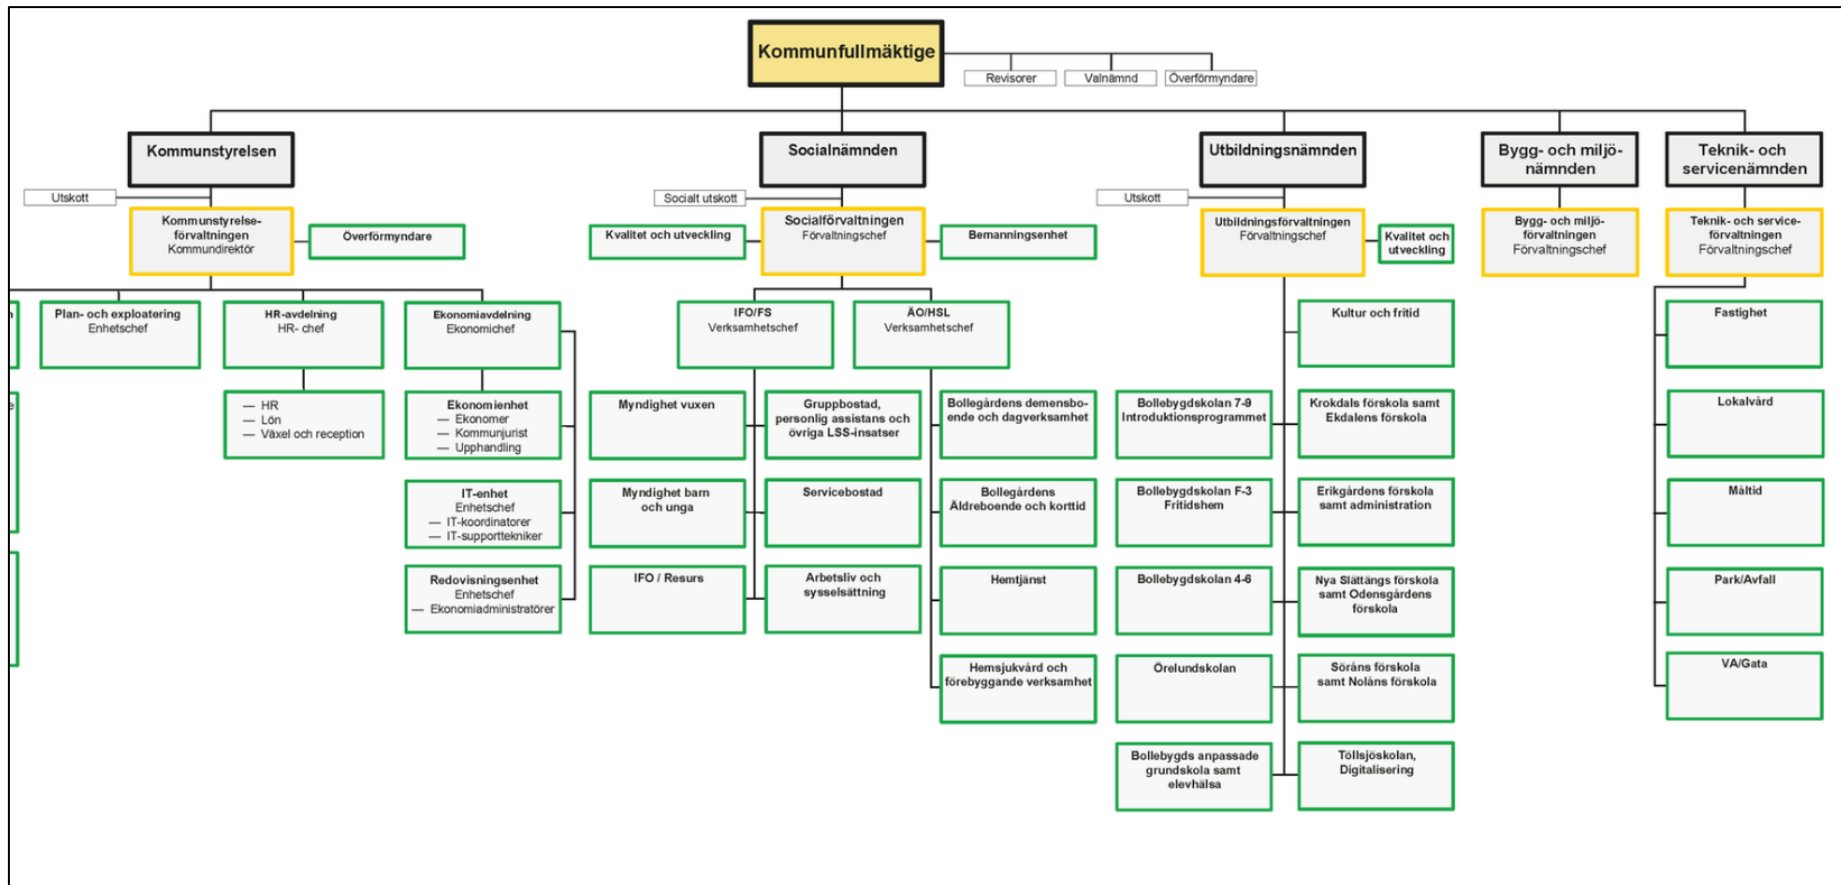 Kommunfullmäktige
Revisorer
Valnämnd
Överförmyndare
Kommunstyrelsen
Socialnämnden
Utbildningsnämnden
Bygg- och miljö-
nämnden
Teknik- och
servicenämnden
Utskott
Socialt utskott
Utskott
Kommunstyrelse-
förvaltningen
Kommundirektör
Överförmyndare
Kvalitet och utveckling
Socialförvaltningen
Förvaltningschef
Bemanningsenhet
Utbildningsförvaltningen
Förvaltningschef
Kvalitet och
utveckling
Bygg- och miljö-
förvaltningen
Förvaltningschef
Teknik- och service-
förvaltningen
Förvaltningschef
n
Plan- och exploatering
Enhetschef
HR-avdelning
HR- chef
Ekonomiavdelning
Ekonomichef
IFO/FS
Verksamhetschef
ÄO/HSL
Verksamhetschef
Kultur och fritid
Fastighet
e
— HR
— Lön
— Växel och reception
Ekonomienhet
— Ekonomer
— Kommunjurist
— Upphandling
Myndighet vuxen
Gruppbostad,
personlig assistans och
övriga LSS-insatser
Bollegårdens demensbo-
ende och dagverksamhet
Bollebygdskolan 7-9
Introduktionsprogrammet
Krokdals förskola samt
Ekdalens förskola
Lokalvård
IT-enhet
Enhetschef
— IT-koordinatorer
— IT-supporttekniker
Myndighet barn
och unga
Servicebostad
Bollegårdens
Äldreboende och korttid
Bollebygdskolan F-3
Fritidshem
Erikgårdens förskola
samt administration
Måltid
Redovisningsenhet
Enhetschef
— Ekonomiadministratörer
IFO / Resurs
Arbetsliv och
sysselsättning
Hemtjänst
Bollebygdskolan 4-6
Nya Slättängs förskola
samt Odensgårdens
förskola
Park/Avfall
Hemsjukvård och
förebyggande verksamhet
Örelundskolan
Söråns förskola
samt Nolåns förskola
VA/Gata
Bollebygds anpassade
grundskola samt
elevhälsa
Töllsjöskolan,
Digitalisering